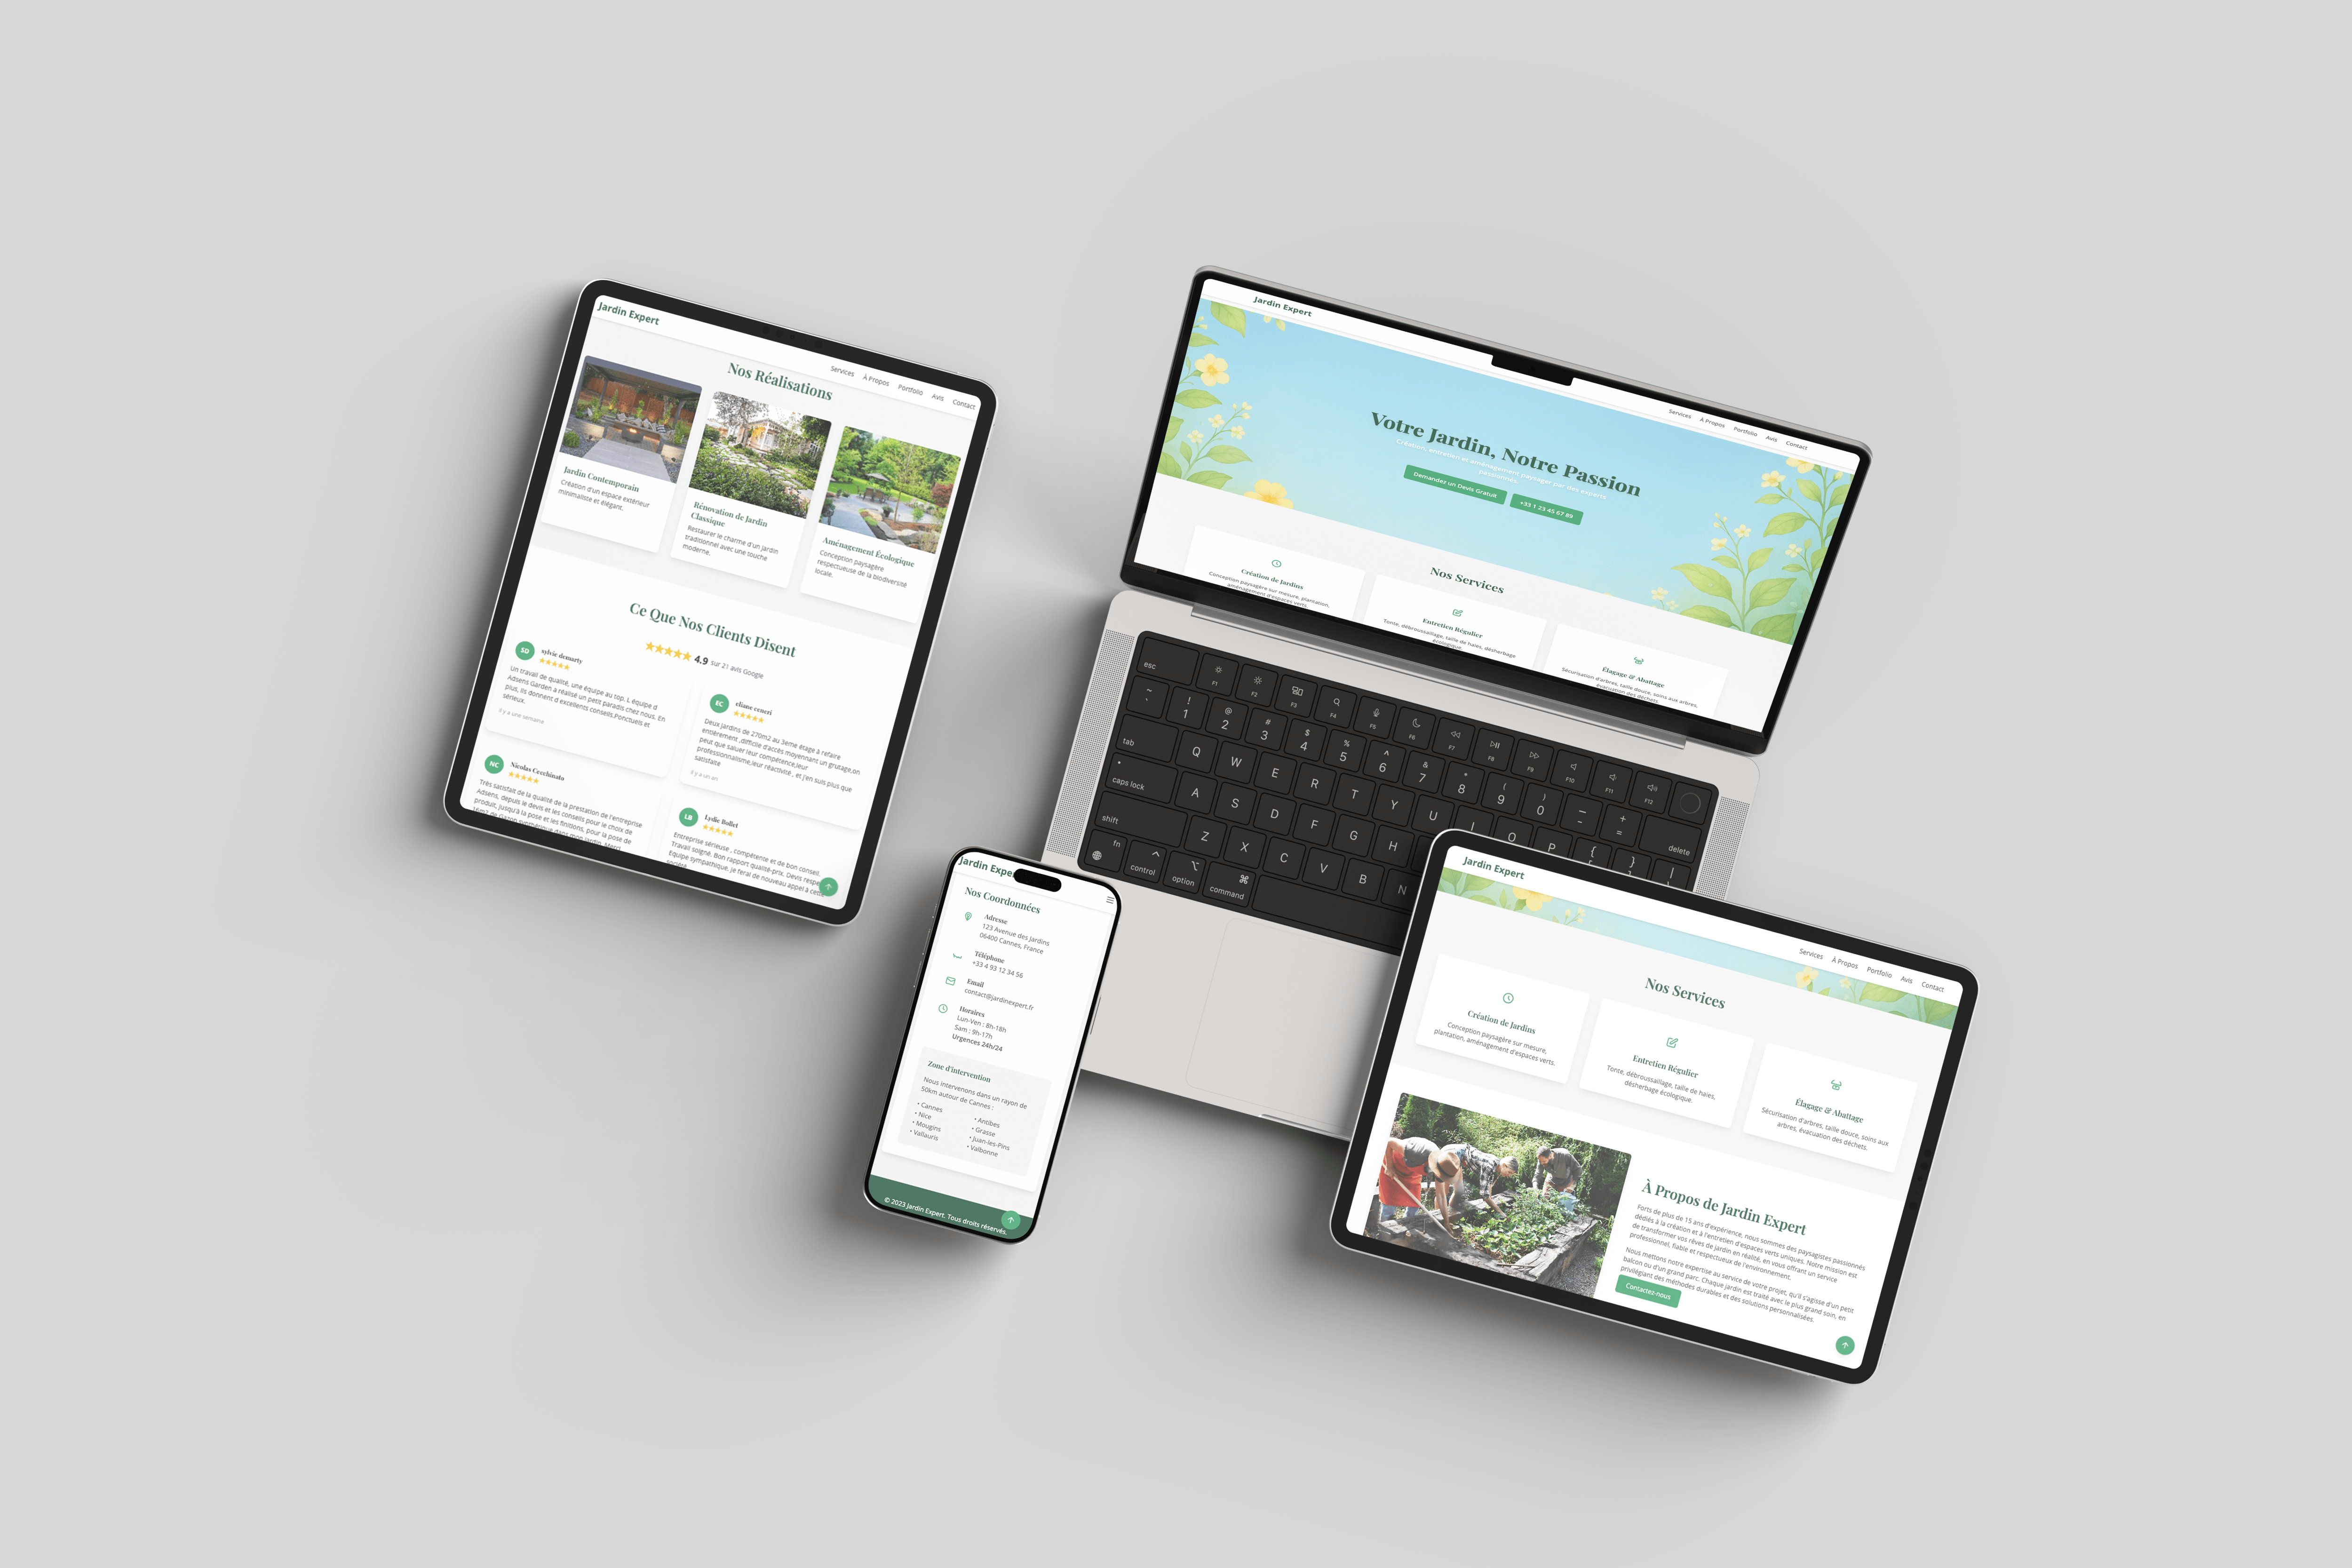 Jardin Expert
Services À Propos Portfolio Avis Contact
Nos Réalisations
Jardin Contemporain
Création d'un espace extérieur
minimaliste et élégant.
Rénovation de Jardin
Classique
Restaurer le charme d'un jardin
traditionnel avec une touche
moderne.
Aménagement Écologique
Conception paysagère
respectueuse de la biodiversité
locale.
Ce Que Nos Clients Disent
4.9 sur 21 avis Google
SD sylvie demarty
Un travail de qualité, une équipe au top. L équipe d
Adsens Garden a réalisé un petit paradis chez nous. En
plus, ils donnent d excellents conseils.Ponctuels et
sérieux.
il y a une semaine
EC eliane cencri
Deux jardins de 270m2 au 3eme étage à refaire
entièrement ,difficile d'accès moyennant un grutage,on
peut que saluer leur compétence,leur
professionnalisme,leur réactivité , et j'en suis plus que
satisfaite
il y a un an
NC Nicolas Cecchinato
Très satisfait de la qualité de la prestation de l'entreprise
Adsens, depuis le devis et les conseils pour le choix de
produit, jusqu'à la pose et les finitions, pour la pose de
LB Lydie Bollet
Entreprise sérieuse , compétente et de bon conseil.
Travail soigné. Bon rapport qualité-prix. Devis
Equipe sympathique. Je ferai de nouveau appel à cette
Jardin Expert
Services À Propos Portfolio Avis Contact
Votre Jardin, Notre Passion
Création, entretien et aménagement paysager par des experts
passionnés.
Demandez un Devis Gratuit +33 1 23 45 67 89
Nos Services
Création de Jardins
Conception paysagère sur mesure, plantation,
aménagement d'espaces verts.
Entretien Régulier
Tonte, débroussaillage, taille de haies, désherbage
écologique.
Élagage & Abattage
Sécurisation d'arbres, taille douce, soins aux arbres,
évacuation des déchets.
esc F1 F2 F3 F4 F5 F6 F7 F8 F9 F10 F11 F12
~ ` ! 1 @ 2 # 3 $ 4 % 5 ^ 6 & 7 * 8 ( 9 ) 0 _ - + = delete
tab Q W E R T Y U I O P { [ } ] |
caps lock A S D F G H
shift Z X C V B N
fn control option command
Jardin Expe
Nos Coordonnées
Adresse
123 Avenue des Jardins
06400 Cannes, France
Téléphone
+33 4 93 12 34 56
Email
contact@jardinexpert.fr
Horaires
Lun-Ven : 8h-18h
Sam : 9h-17h
Urgences 24h/24
Zone d'intervention
Nous intervenons dans un rayon de
50km autour de Cannes :
• Cannes
• Nice
• Mougins
• Vallauris
• Antibes
• Grasse
• Juan-les-Pins
• Valbonne
© 2023 Jardin Expert. Tous droits réservés.
Jardin Expert
Services À Propos Portfolio Avis Contact
Nos Services
Création de Jardins
Conception paysagère sur mesure,
plantation, aménagement d'espaces verts.
Entretien Régulier
Tonte, débroussaillage, taille de haies,
désherbage écologique.
Élagage & Abattage
Sécurisation d'arbres, taille douce, soins aux
arbres, évacuation des déchets.
À Propos de Jardin Expert
Forts de plus de 15 ans d'expérience, nous sommes des paysagistes passionnés
dédiés à la création et à l'entretien d'espaces verts uniques. Notre mission est
de transformer vos rêves de jardin en réalité, en vous offrant un service
professionnel, fiable et respectueux de l'environnement.
Nous mettons notre expertise au service de votre projet, qu'il s'agisse d'un petit
balcon ou d'un grand parc. Chaque jardin est traité avec le plus grand soin, en
privilégiant des méthodes durables et des solutions personnalisées.
Contactez-nous